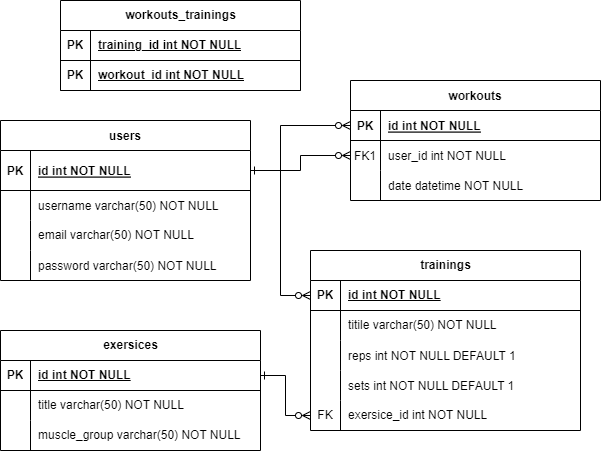 workouts_trainings
PK training_id int NOT NULL
PK workout_id int NOT NULL
workouts
PK id int NOT NULL
FK1 user_id int NOT NULL
date datetime NOT NULL
users
PK id int NOT NULL
username varchar(50) NOT NULL
email varchar(50) NOT NULL
password varchar(50) NOT NULL
trainings
PK id int NOT NULL
titile varchar(50) NOT NULL
reps int NOT NULL DEFAULT 1
sets int NOT NULL DEFAULT 1
FK exersice_id int NOT NULL
exersices
PK id int NOT NULL
title varchar(50) NOT NULL
muscle_group varchar(50) NOT NULL